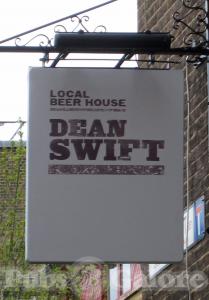 LOCAL
BEER HOUSE
DEAN
SWIFT
Pubs Galore